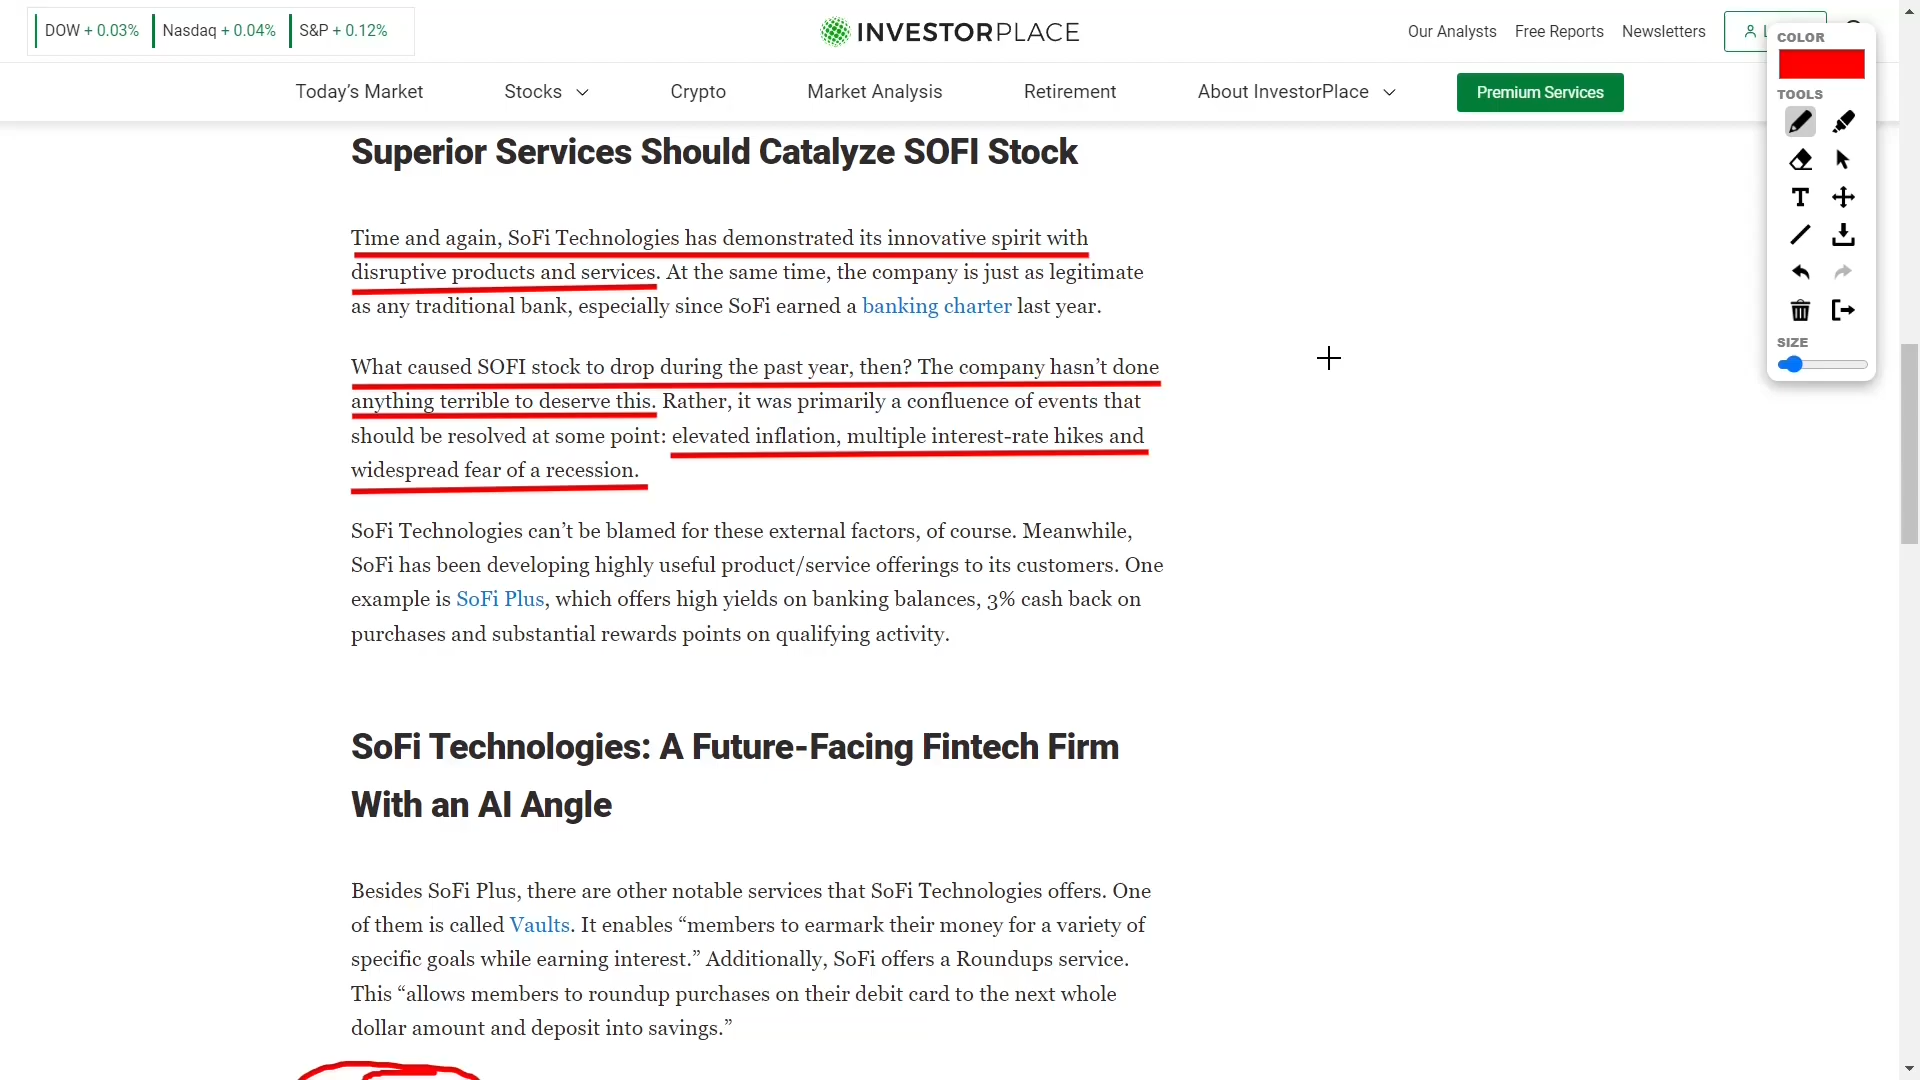 DOW + 0.03% Nasdaq + 0.04% S&P + 0.12%
INVESTORPLACE
Our Analysts Free Reports Newsletters
Today’s Market Stocks Crypto Market Analysis Retirement About InvestorPlace Premium Services
COLOR
TOOLS
SIZE
Superior Services Should Catalyze SOFI Stock
Time and again, SoFi Technologies has demonstrated its innovative spirit with
disruptive products and services. At the same time, the company is just as legitimate
as any traditional bank, especially since SoFi earned a banking charter last year.
What caused SOFI stock to drop during the past year, then? The company hasn’t done
anything terrible to deserve this. Rather, it was primarily a confluence of events that
should be resolved at some point: elevated inflation, multiple interest-rate hikes and
widespread fear of a recession.
SoFi Technologies can’t be blamed for these external factors, of course. Meanwhile,
SoFi has been developing highly useful product/service offerings to its customers. One
example is SoFi Plus, which offers high yields on banking balances, 3% cash back on
purchases and substantial rewards points on qualifying activity.
SoFi Technologies: A Future-Facing Fintech Firm
With an AI Angle
Besides SoFi Plus, there are other notable services that SoFi Technologies offers. One
of them is called Vaults. It enables “members to earmark their money for a variety of
specific goals while earning interest.” Additionally, SoFi offers a Roundups service.
This “allows members to roundup purchases on their debit card to the next whole
dollar amount and deposit into savings.”